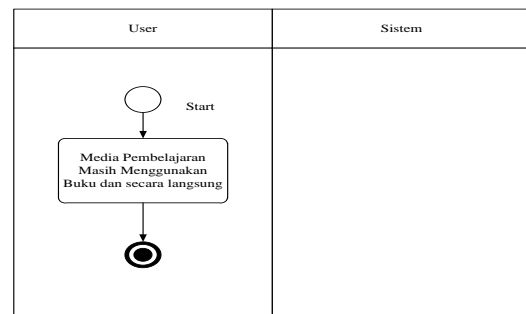 User
Sistem
Start
Media Pembelajaran
Masih Menggunakan
Buku dan secara langsung